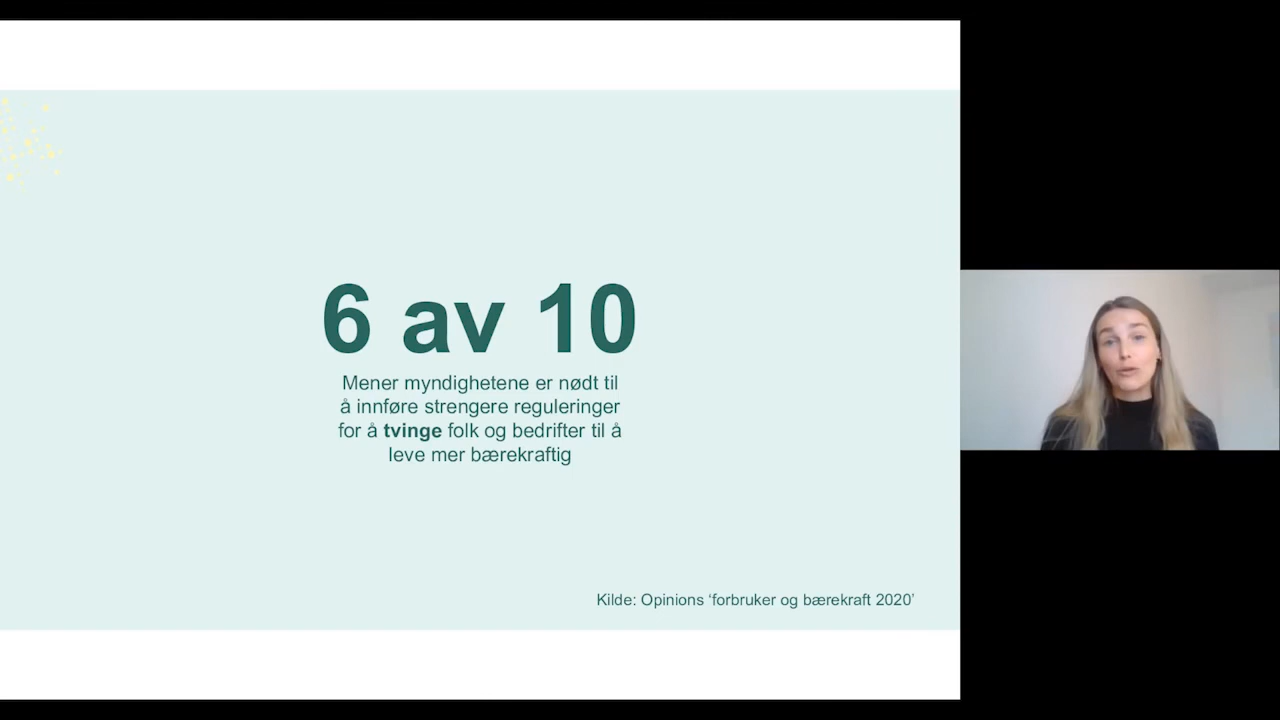 6 av 10
Mener myndighetene er nødt til
å innføre strengere reguleringer
for å tvinge folk og bedrifter til å
leve mer bærekraftig
Kilde: Opinions ‘forbruker og bærekraft 2020’